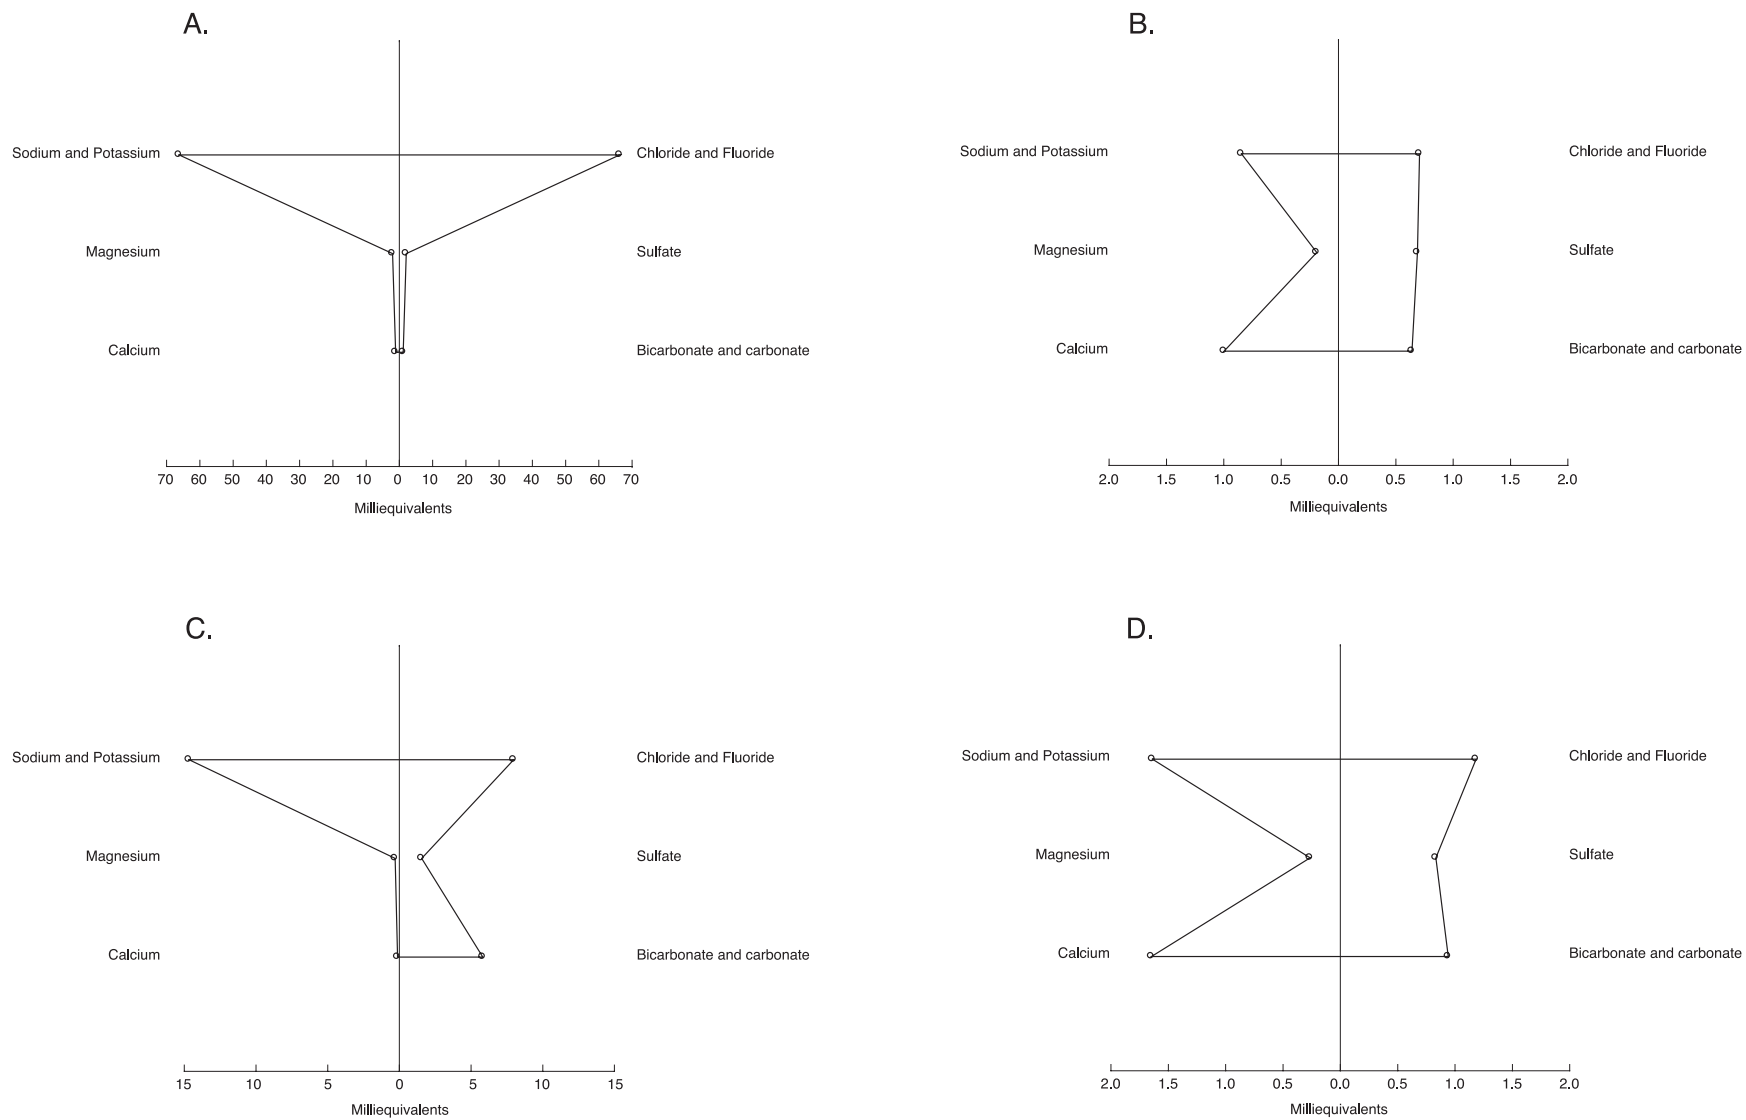 A.
Sodium and Potassium Chloride and Fluoride
Magnesium Sulfate
Calcium Bicarbonate and carbonate
70 60 50 40 30 20 10 0 10 20 30 40 50 60 70
Milliequivalents
B.
Sodium and Potassium Chloride and Fluoride
Magnesium Sulfate
Calcium Bicarbonate and carbonate
2.0 1.5 1.0 0.5 0.0 0.5 1.0 1.5 2.0
Milliequivalents
C.
Sodium and Potassium Chloride and Fluoride
Magnesium Sulfate
Calcium Bicarbonate and carbonate
15 10 5 0 5 10 15
Milliequivalents
D.
Sodium and Potassium Chloride and Fluoride
Magnesium Sulfate
Calcium Bicarbonate and carbonate
2.0 1.5 1.0 0.5 0.0 0.5 1.0 1.5 2.0
Milliequivalents